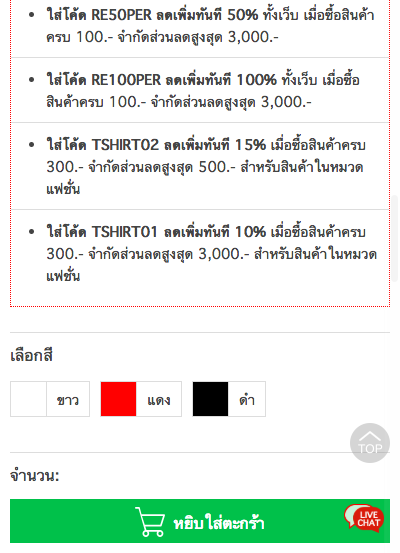 ใส่โค้ด RE50PER ลดเพิ่มทันที 50% ทั้งเว็บ เมื่อซื้อสินค้า
ครบ 100.- จำกัดส่วนลดสูงสุด 3,000.-
ใส่โค้ด RE100PER ลดเพิ่มทันที 100% ทั้งเว็บ เมื่อซื้อ
สินค้าครบ 100.- จำกัดส่วนลดสูงสุด 3,000.-
ใส่โค้ด TSHIRT02 ลดเพิ่มทันที 15% เมื่อซื้อสินค้าครบ
300.- จำกัดส่วนลดสูงสุด 500.- สำหรับสินค้าในหมวด
แฟชั่น
ใส่โค้ด TSHIRT01 ลดเพิ่มทันที 10% เมื่อซื้อสินค้าครบ
300.- จำกัดส่วนลดสูงสุด 3,000.- สำหรับสินค้าในหมวด
แฟชั่น
เลือกสี
ขาว แดง ดำ
TOP
จำนวน:
หยิบใส่ตะกร้า
LIVE
CHAT